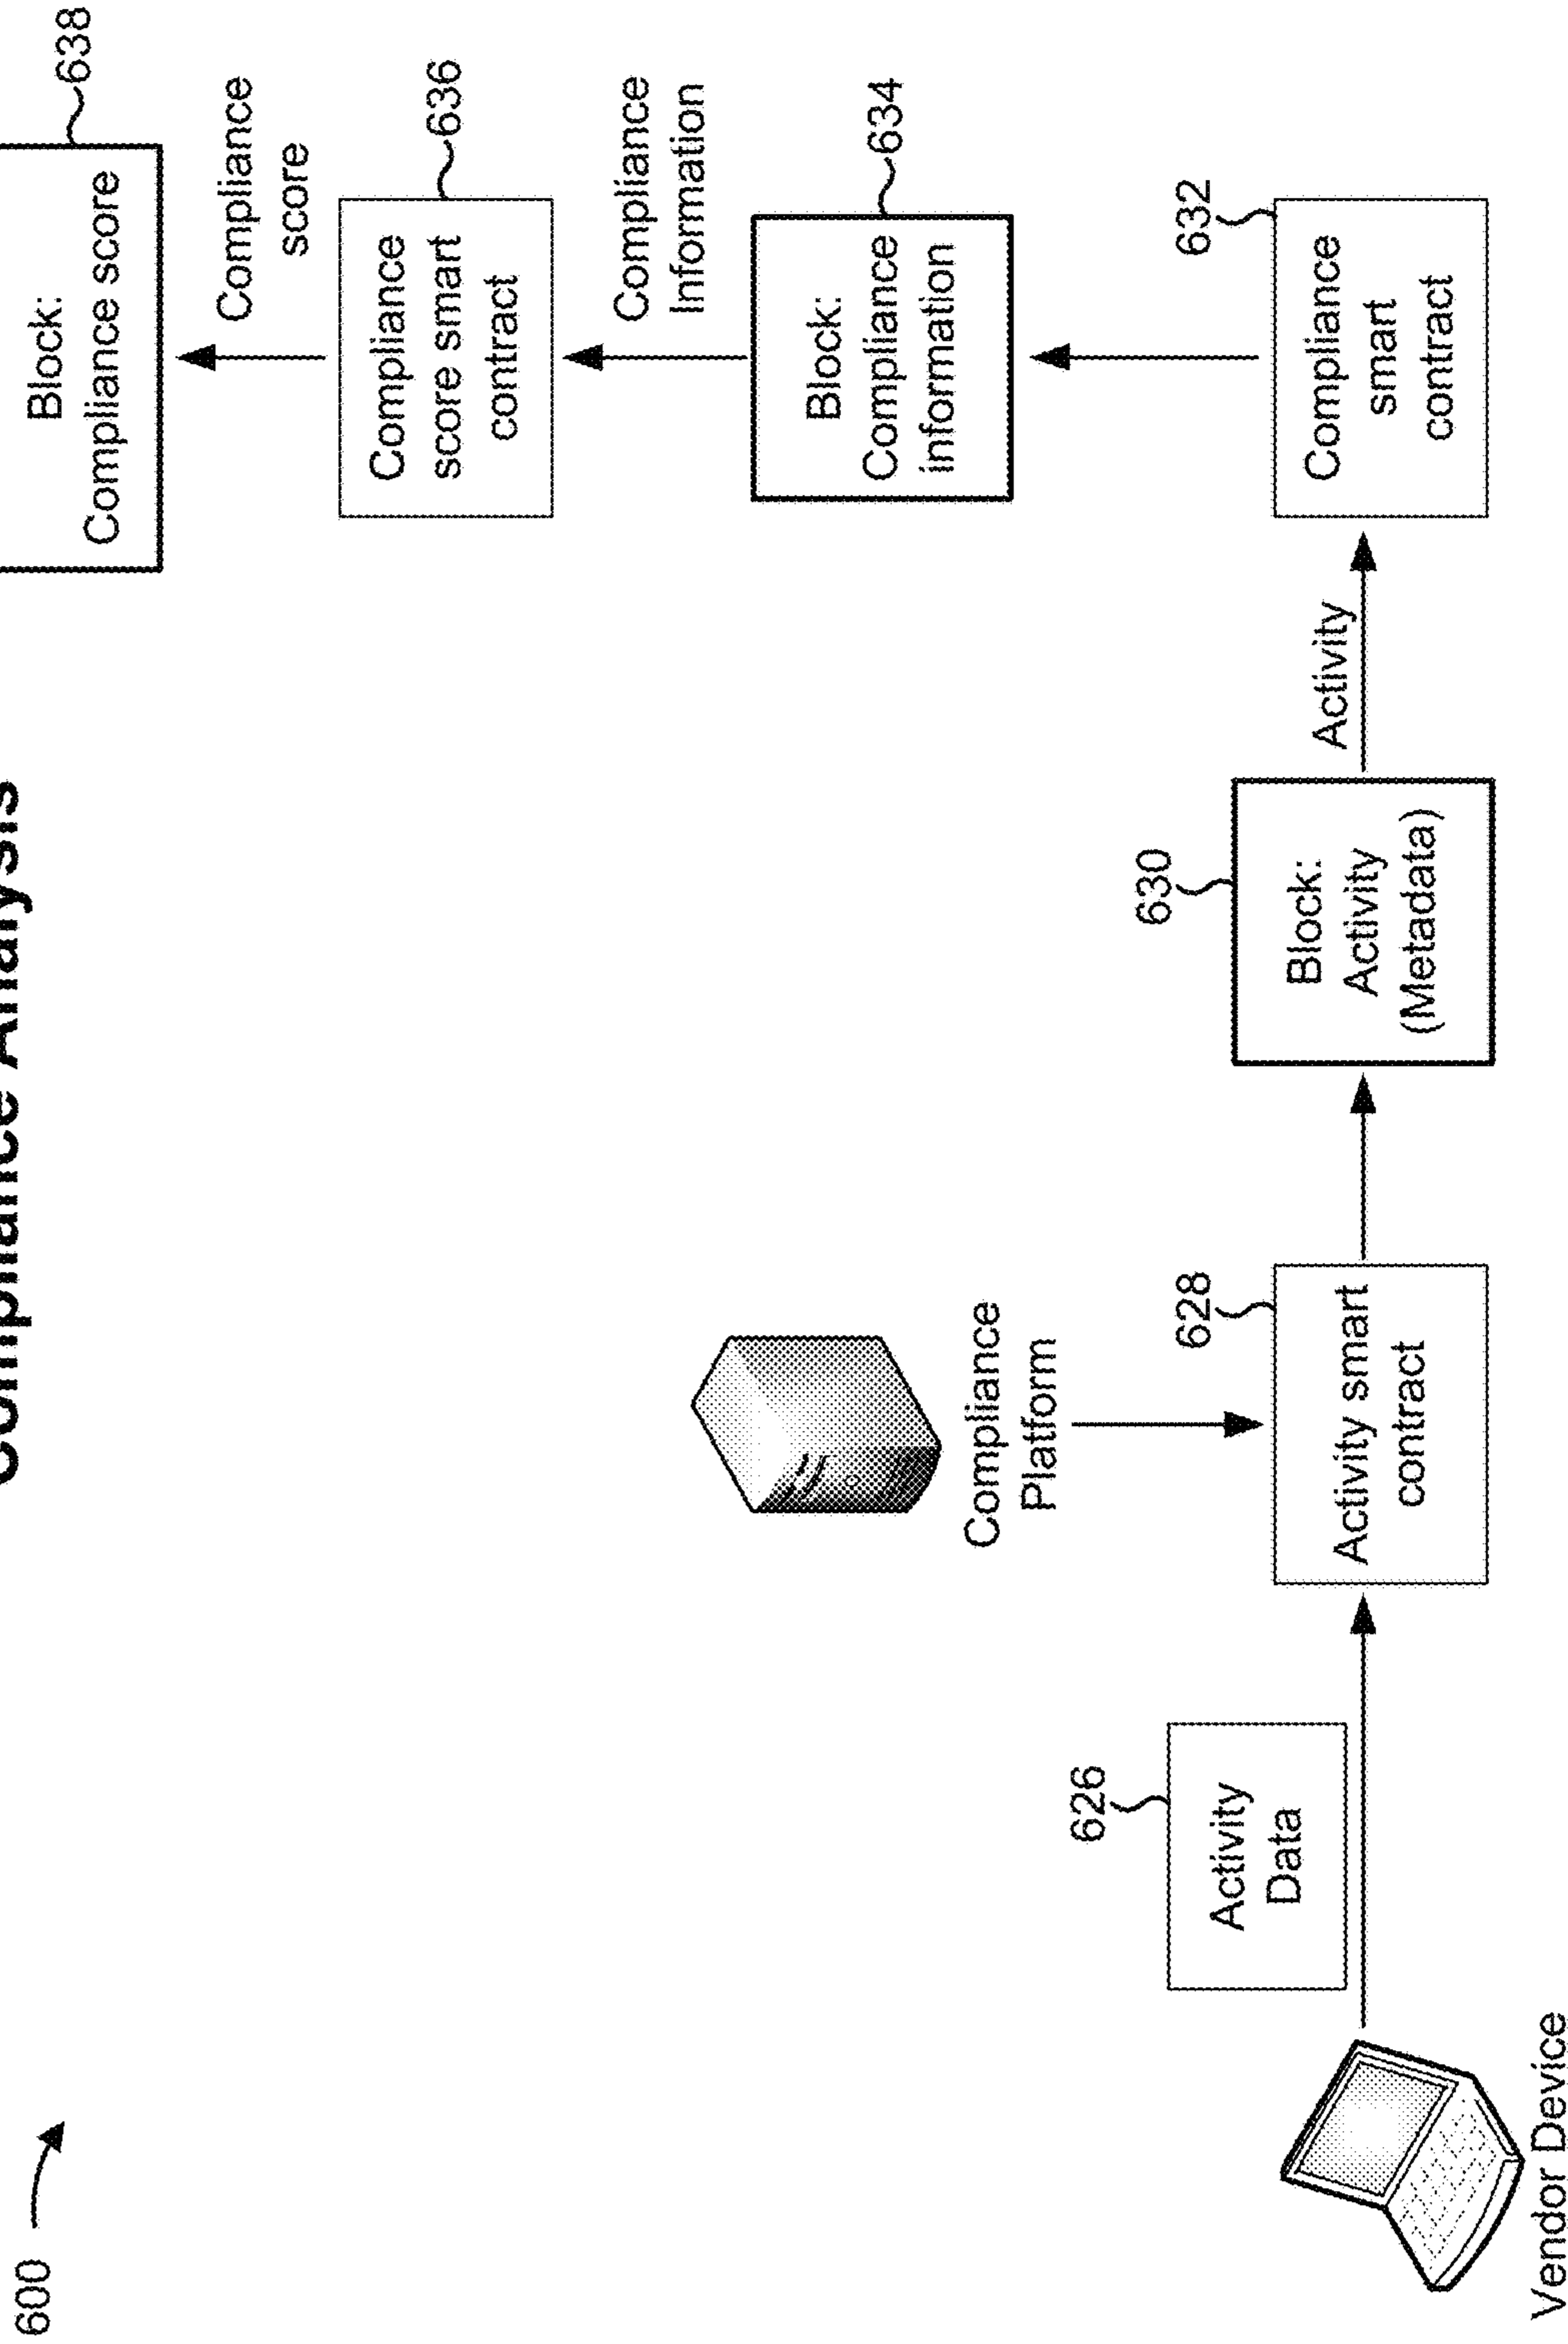 600
Compliance Analysis
Vendor Device
626
Activity
Data
Compliance
Platform
628
Activity smart
contract
630
Block:
Activity
(Metadata)
Activity
632
Compliance
smart
contract
634
Block:
Compliance
information
Compliance
Information
636
Compliance
score smart
contract
Compliance
score
638
Block:
Compliance score